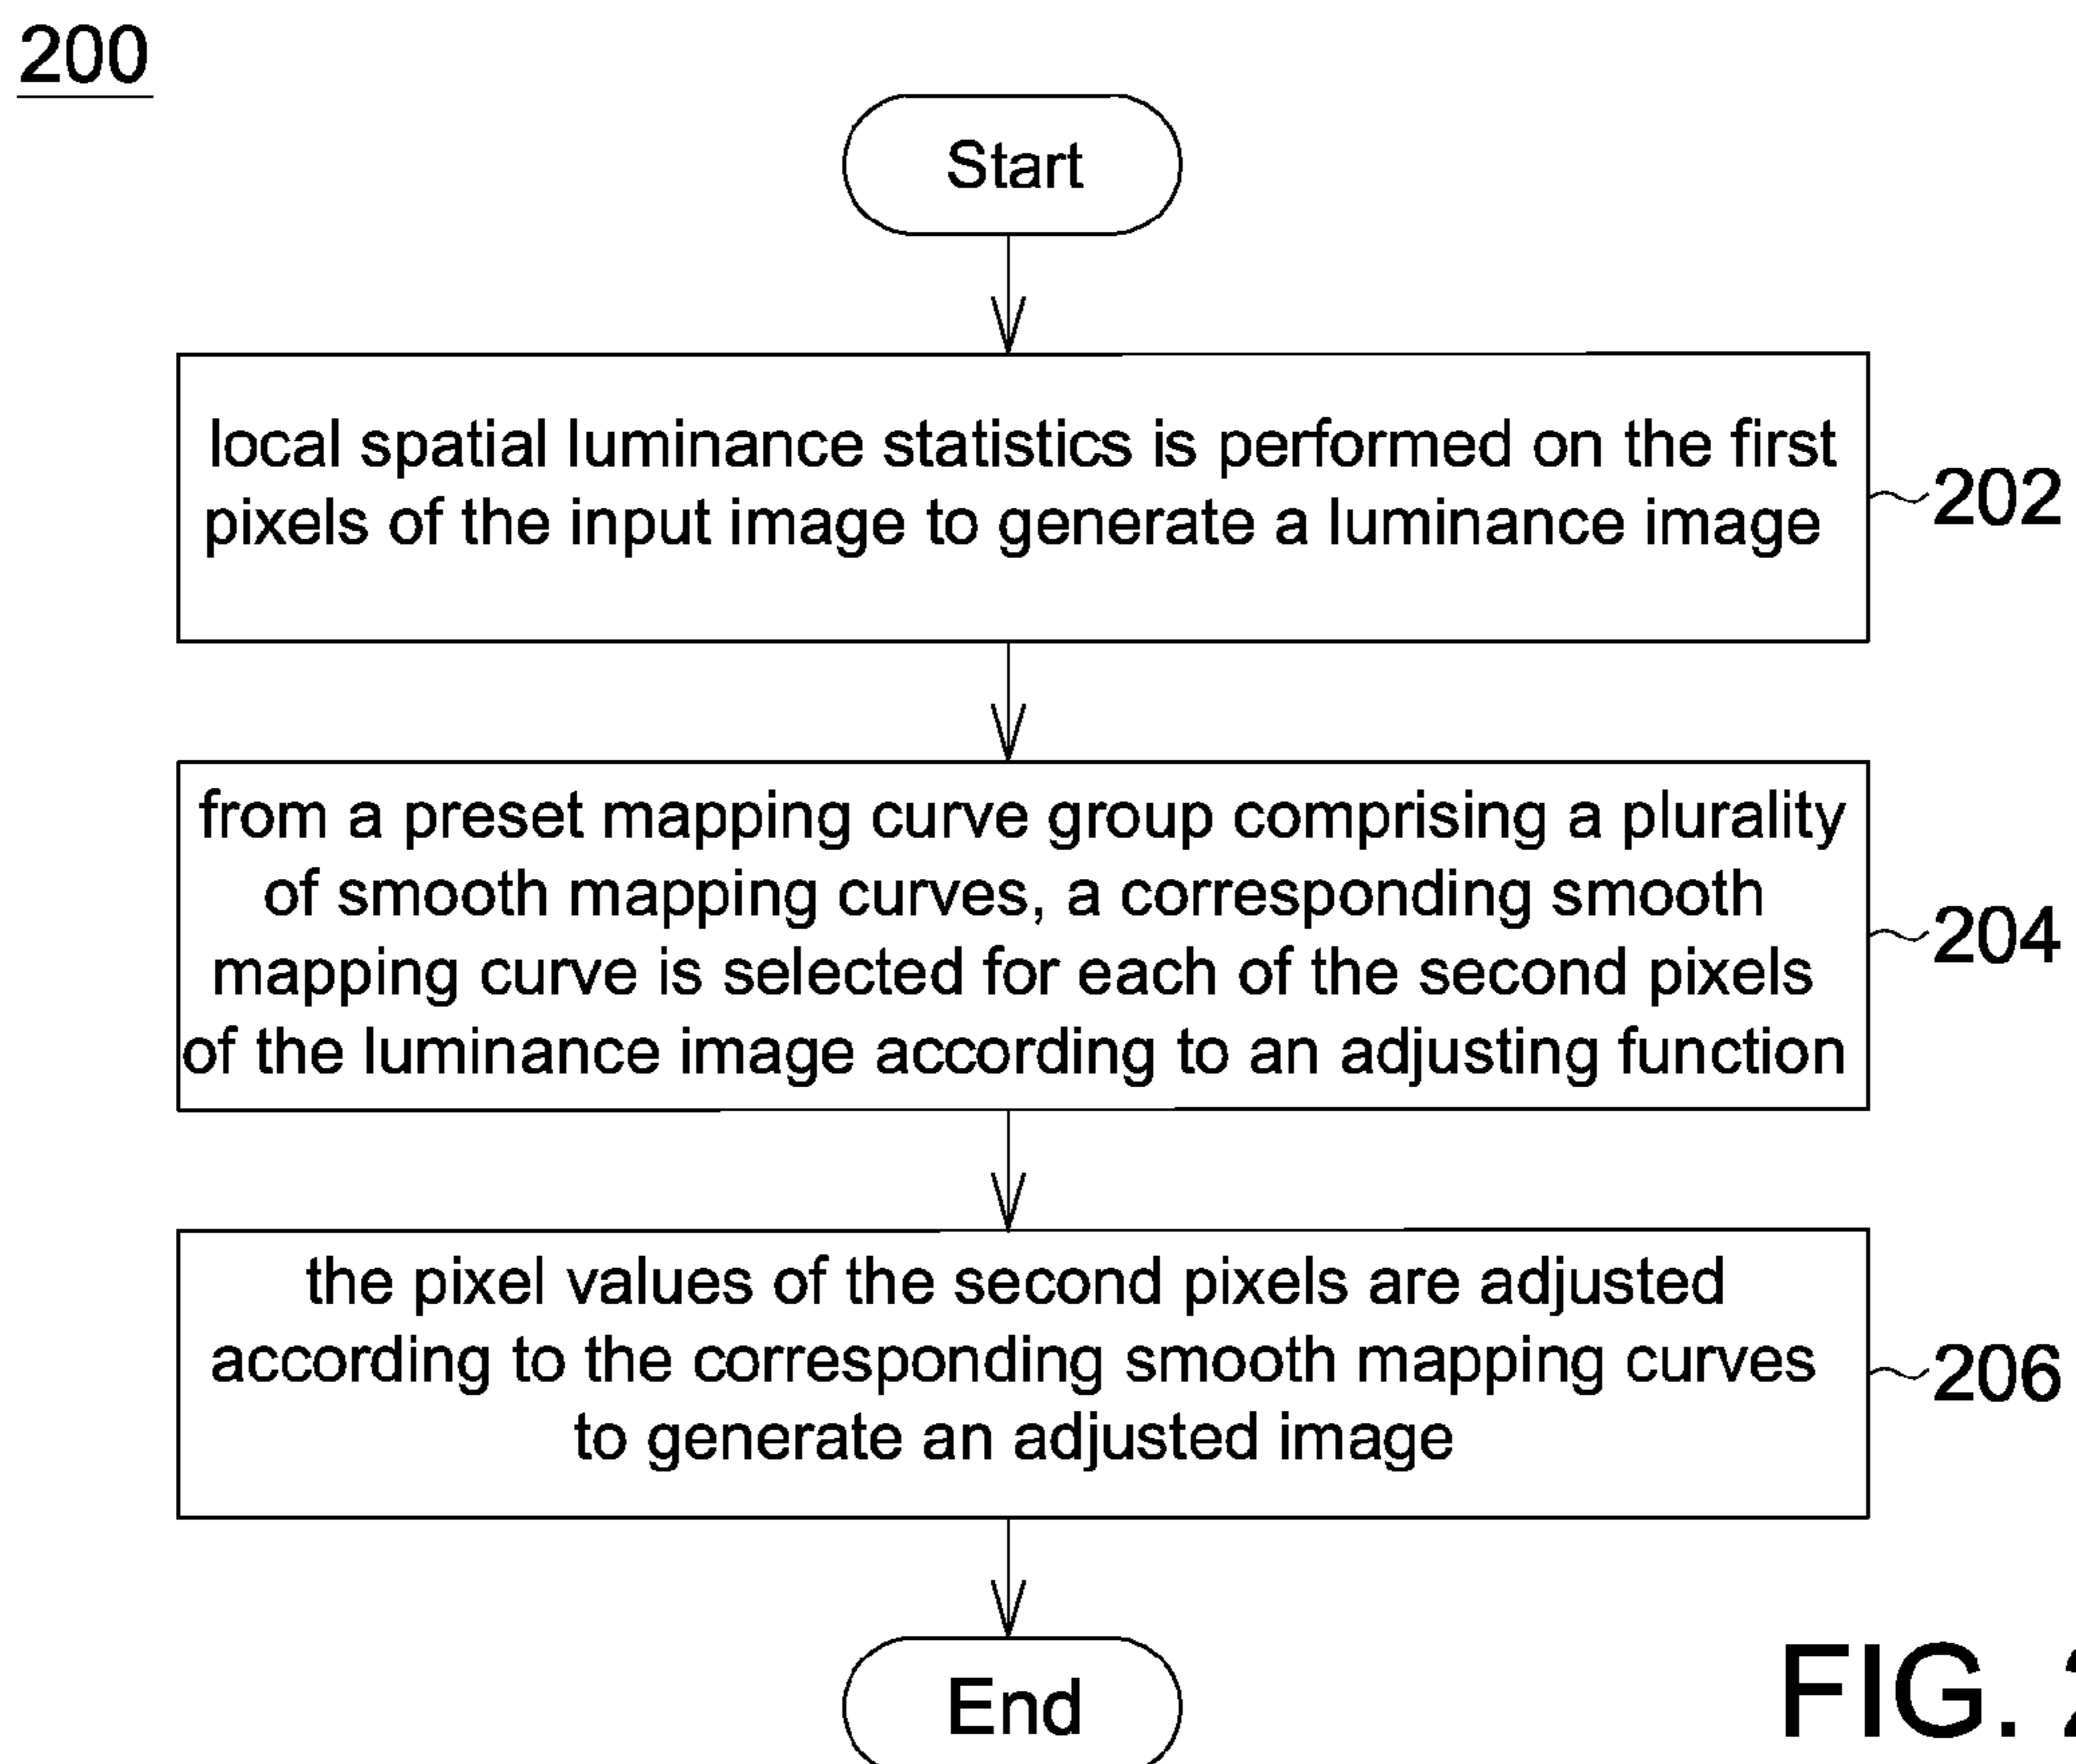 200
Start
local spatial luminance statistics is performed on the first
pixels of the input image to generate a luminance image
202
from a preset mapping curve group comprising a plurality
of smooth mapping curves, a corresponding smooth
mapping curve is selected for each of the second pixels
of the luminance image according to an adjusting function
204
the pixel values of the second pixels are adjusted
according to the corresponding smooth mapping curves
to generate an adjusted image
206
End
FIG.